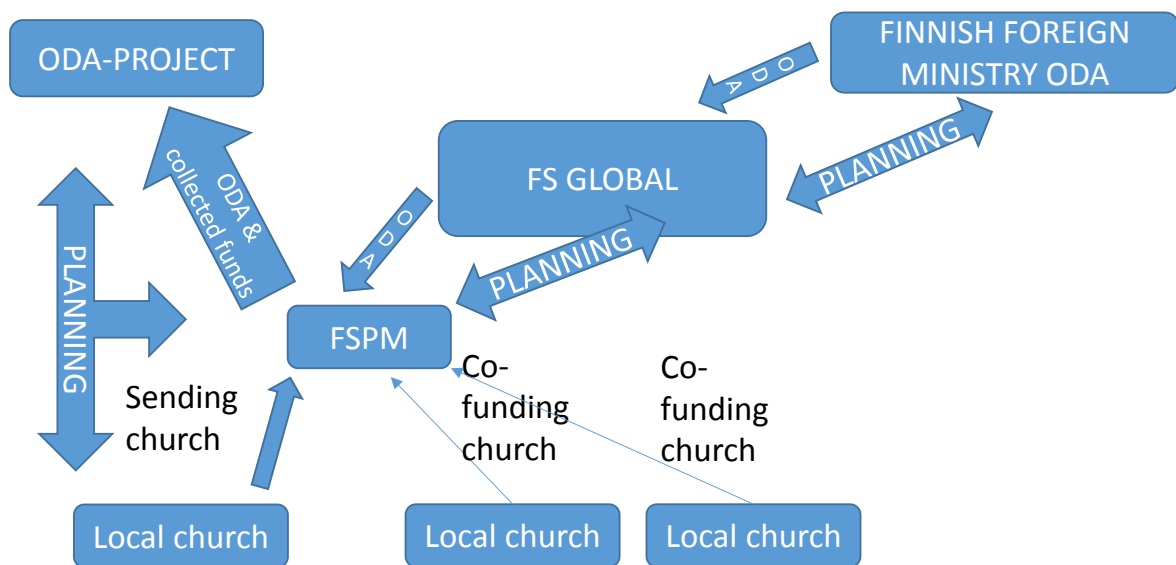 ODA-PROJECT
FINNISH FOREIGN
MINISTRY ODA
ODA
FS GLOBAL
PLANNING
ODA &
collected funds
ODA
PLANNING
PLANNING
FSPM
Sending
church
Co-
funding
church
Co-
funding
church
Local church
Local church
Local church